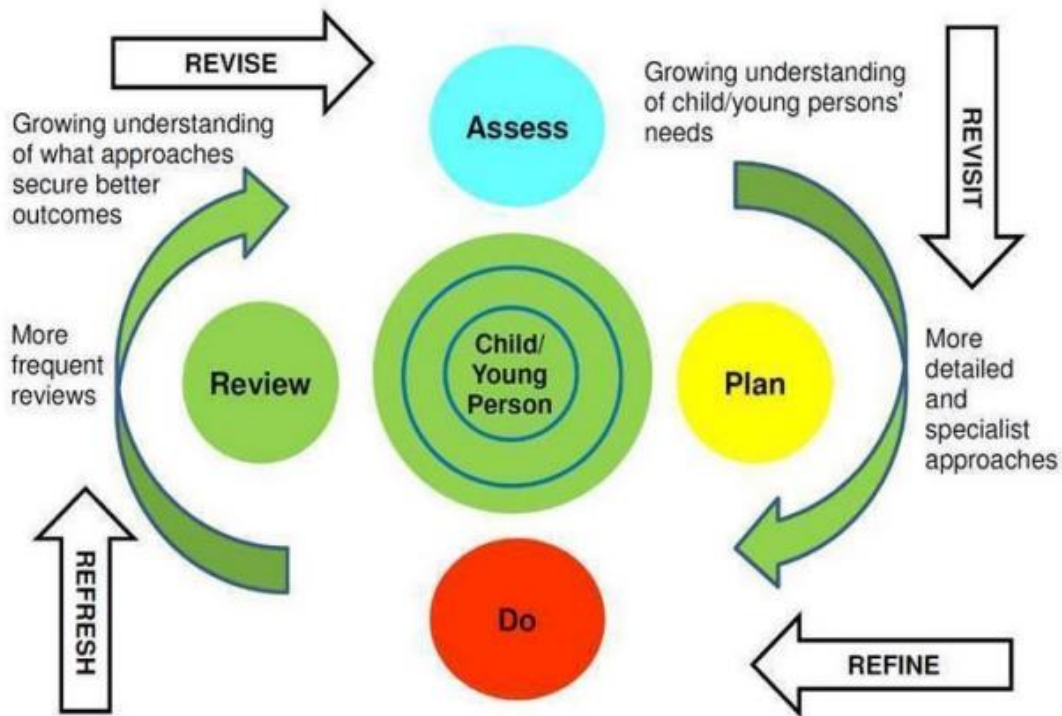 REVISE
Growing understanding
of what approaches
secure better
outcomes
Assess
Growing understanding
of child/young persons'
needs
REVISIT
More
frequent
reviews
Review
Child/
Young
Person
Plan
More
detailed
and
specialist
approaches
REFRESH
Do
REFINE